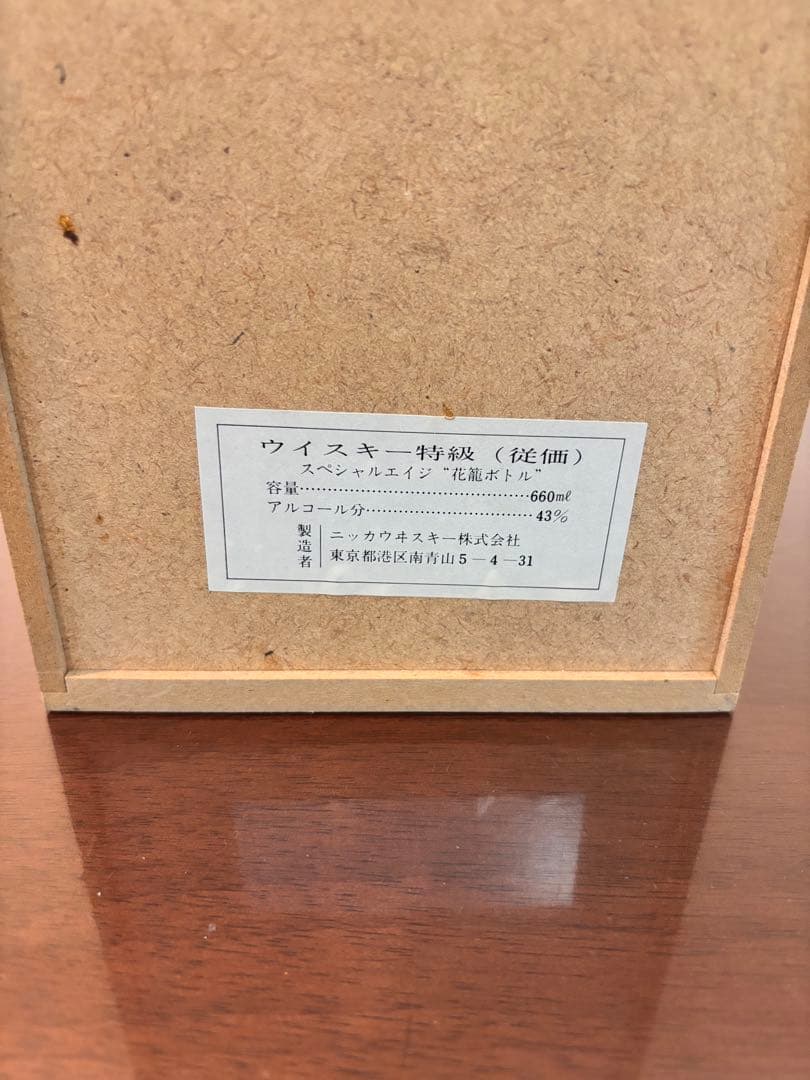 ウイスキー特級（従価）
スペシャルエイジ“花籠ボトル”
容量……………………………660mℓ
アルコール分……………………43%
製造者 ニッカウヰスキー株式会社
東京都港区南青山5－4－31